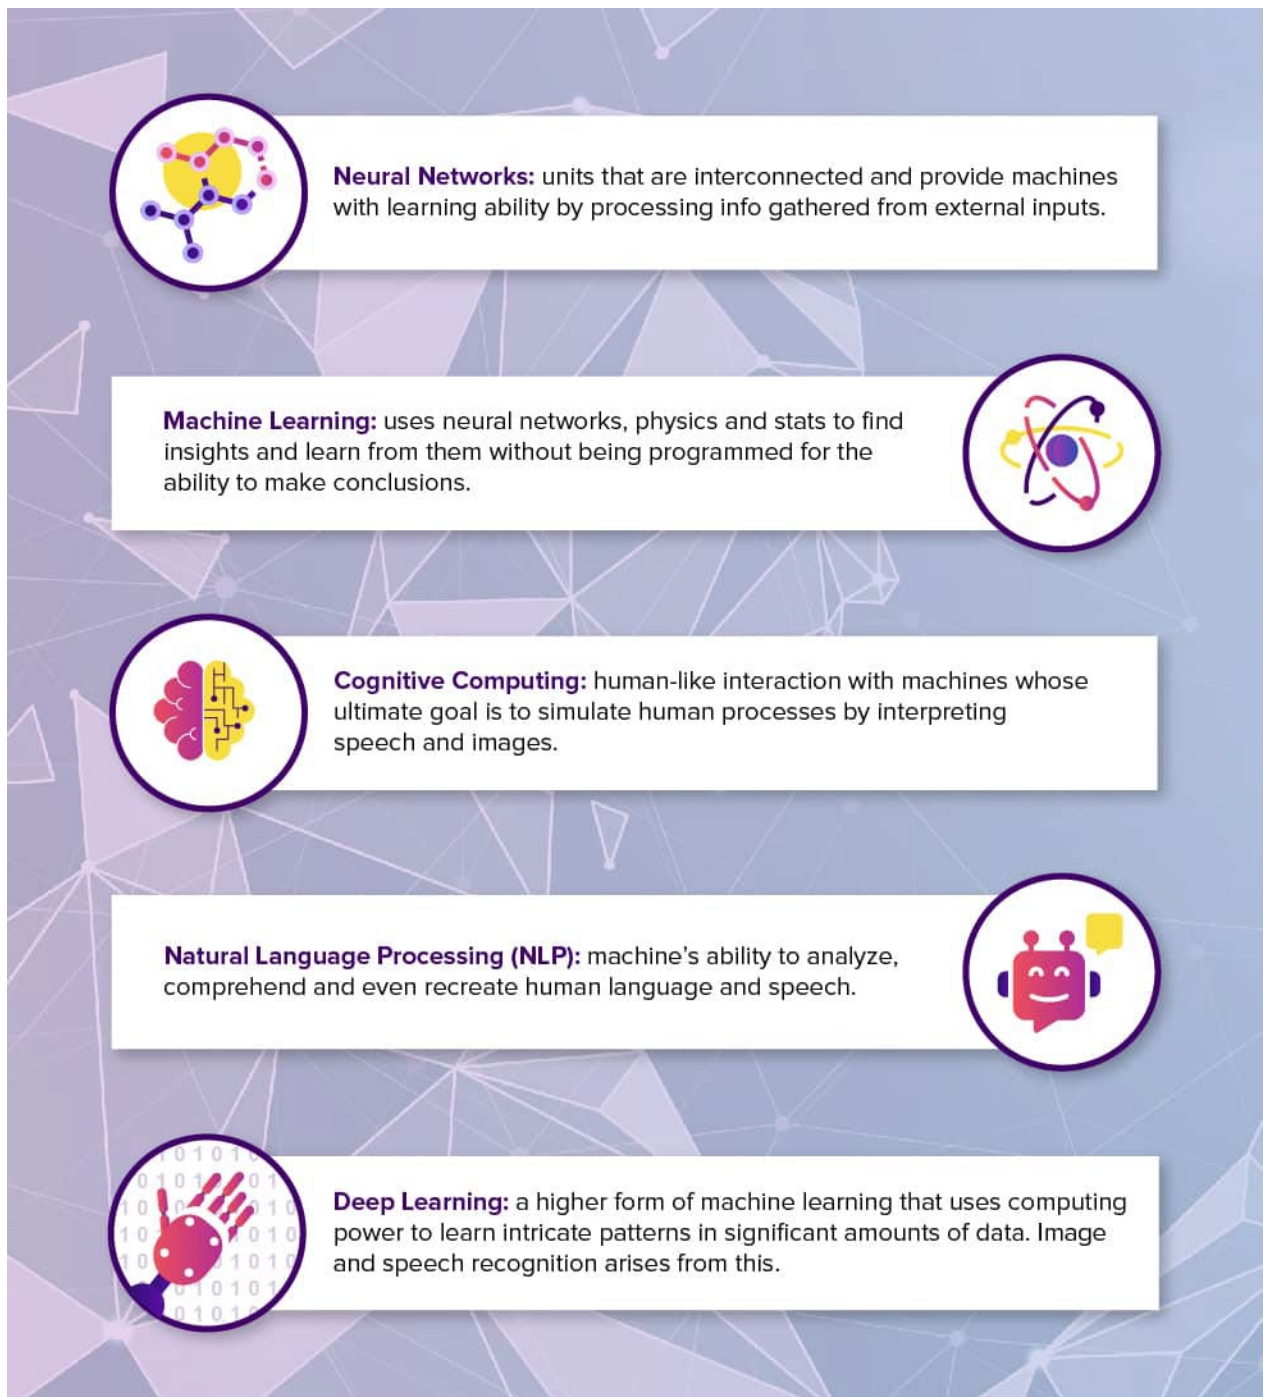 Neural Networks: units that are interconnected and provide machines
with learning ability by processing info gathered from external inputs.
Machine Learning: uses neural networks, physics and stats to find
insights and learn from them without being programmed for the
ability to make conclusions.
Cognitive Computing: human-like interaction with machines whose
ultimate goal is to simulate human processes by interpreting
speech and images.
Natural Language Processing (NLP): machine’s ability to analyze,
comprehend and even recreate human language and speech.
Deep Learning: a higher form of machine learning that uses computing
power to learn intricate patterns in significant amounts of data. Image
and speech recognition arises from this.